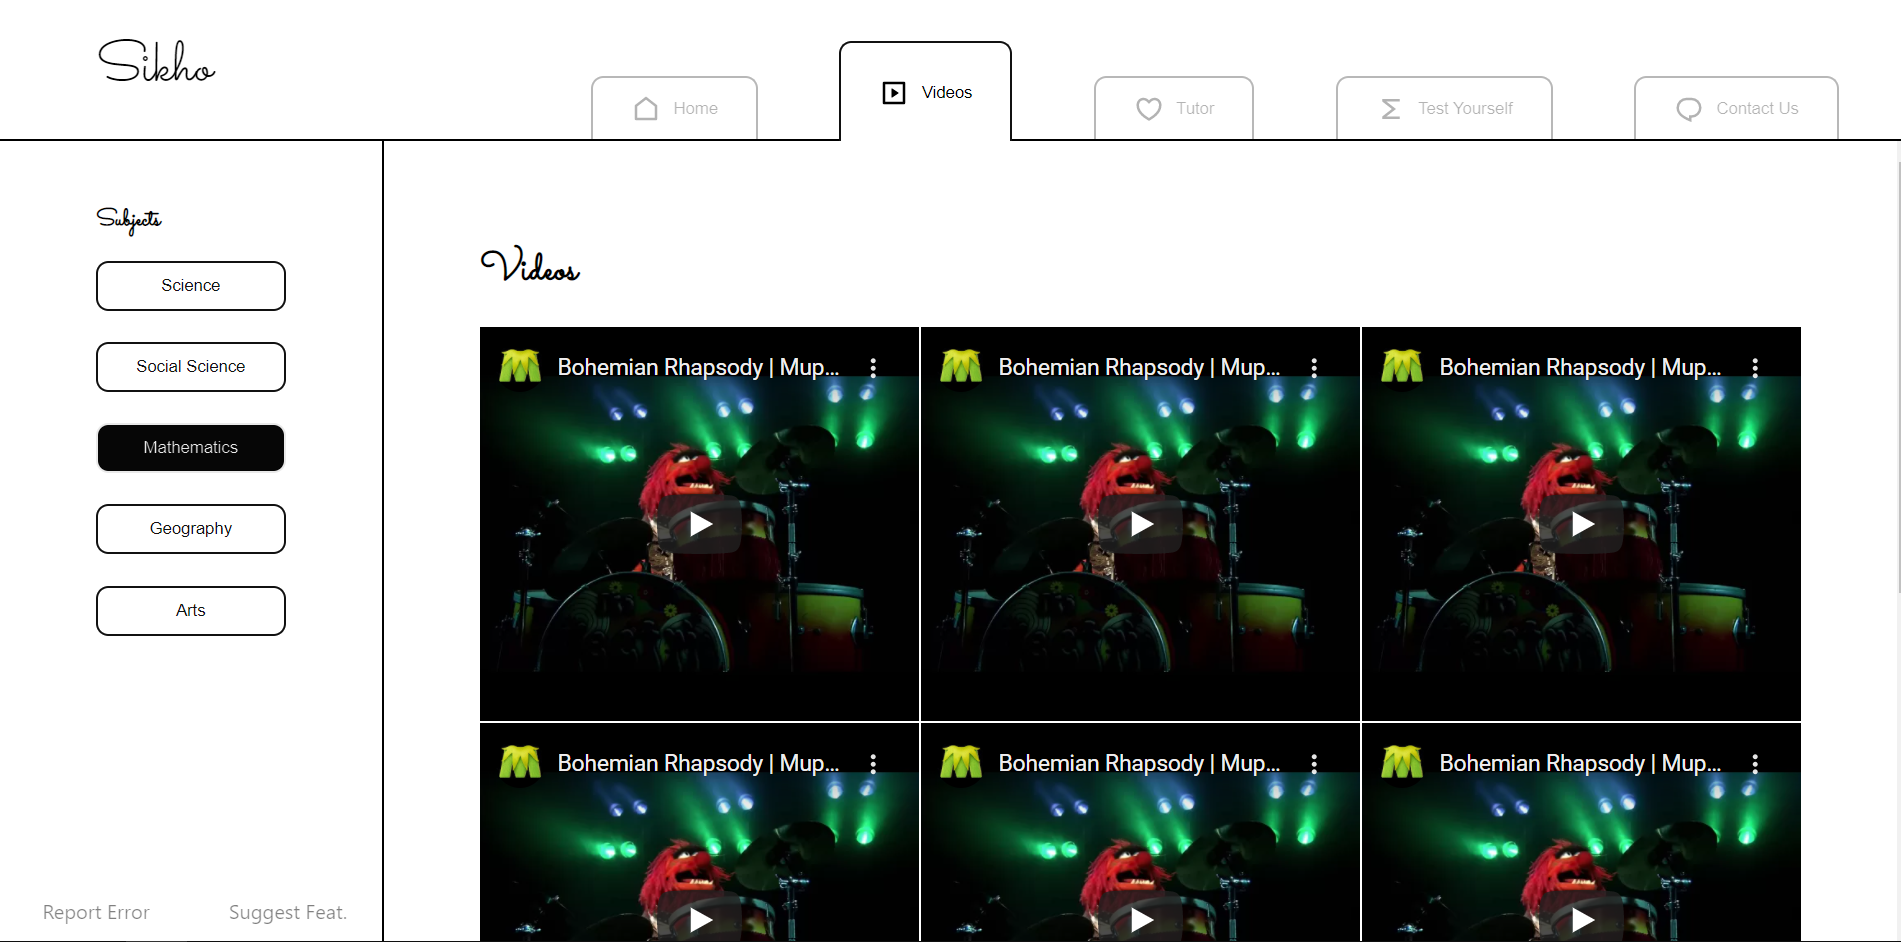 Sikho
Home
Videos
Tutor
Test Yourself
Contact Us
Subjects
Science
Social Science
Mathematics
Geography
Arts
Report Error
Suggest Feat.
Videos
Bohemian Rhapsody | Mup...
Bohemian Rhapsody | Mup...
Bohemian Rhapsody | Mup...
Bohemian Rhapsody | Mup...
Bohemian Rhapsody | Mup...
Bohemian Rhapsody | Mup...